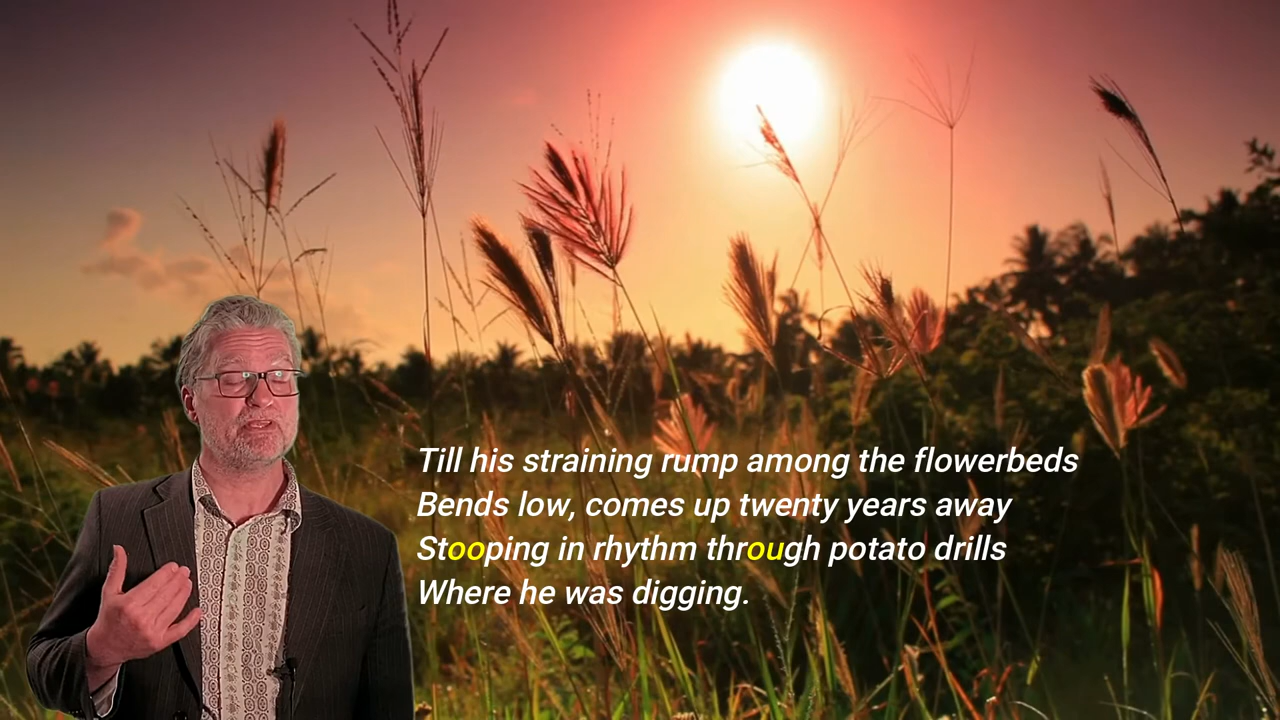 Till his straining rump among the flowerbeds
Bends low, comes up twenty years away
Stooping in rhythm through potato drills
Where he was digging.